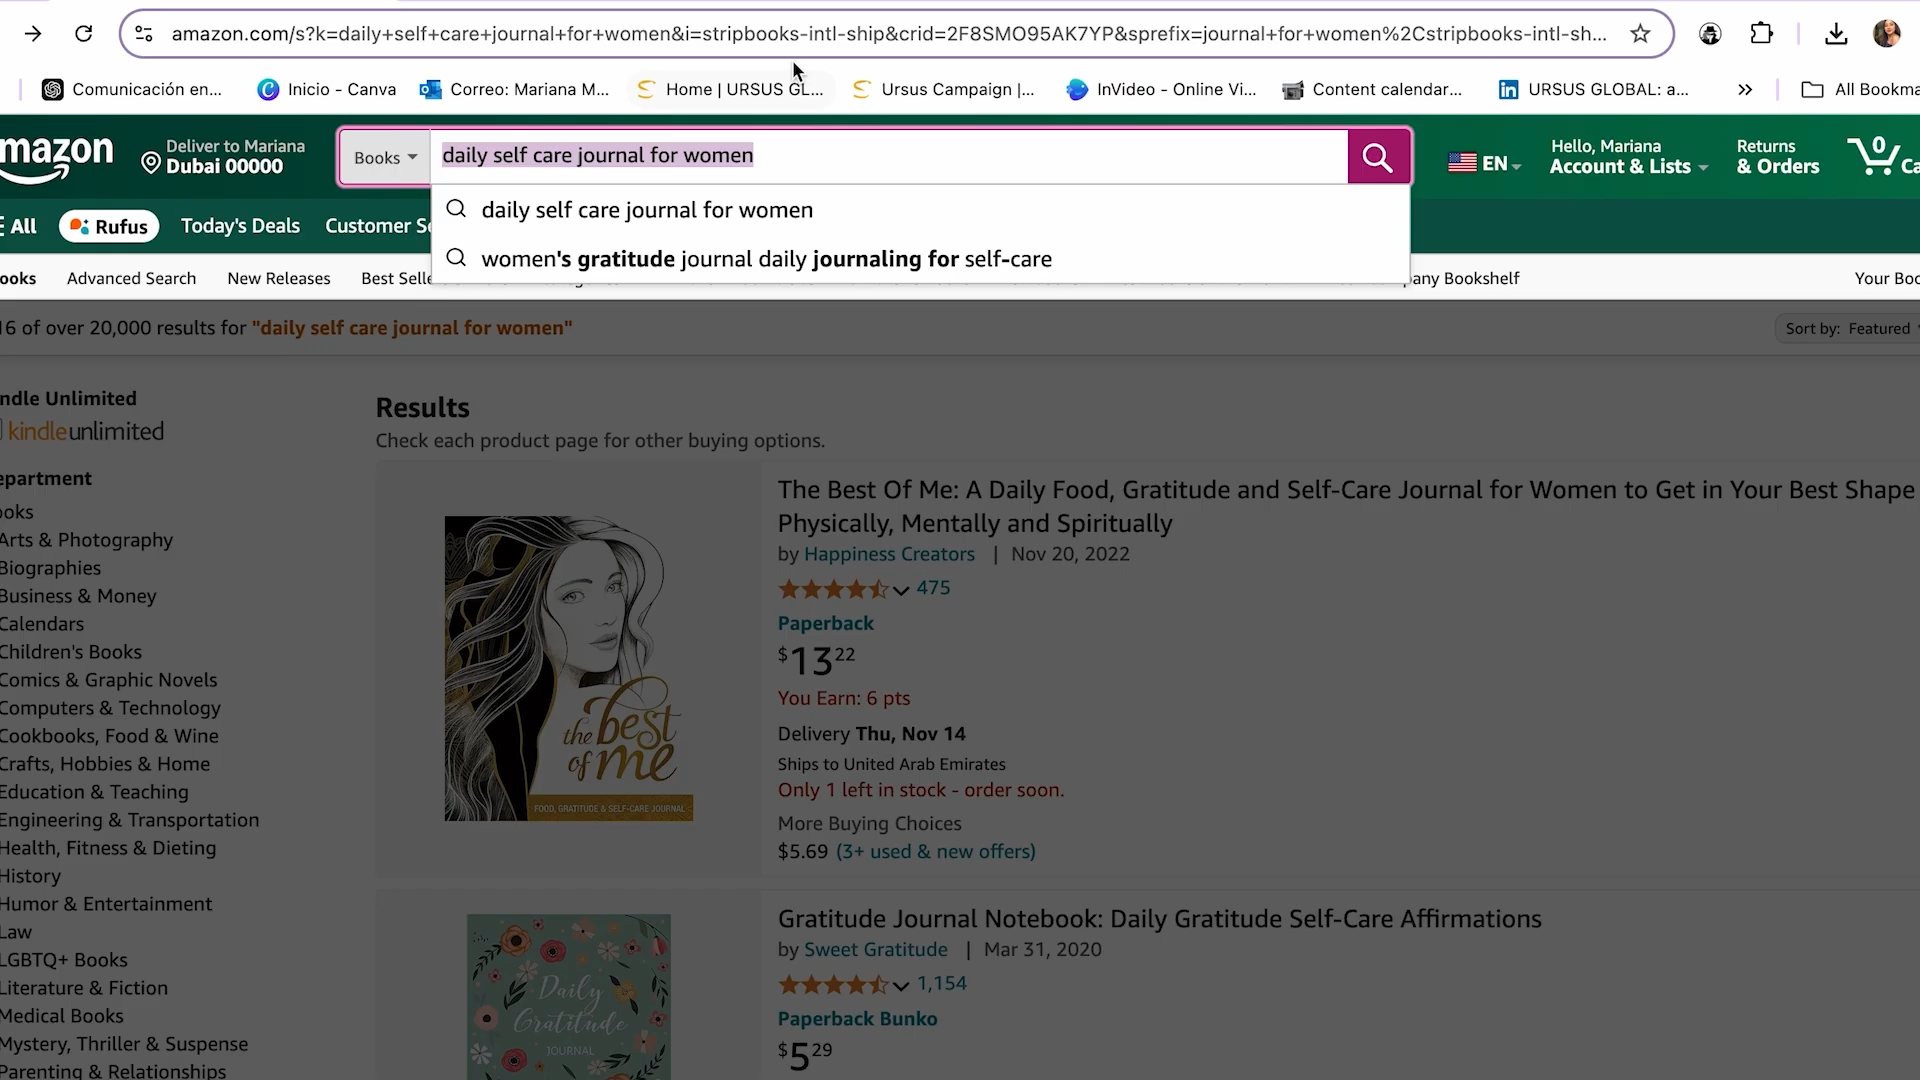 amazon.com/s?k=daily+self+care+journal+for+women&i=stripbooks-intl-ship&crid=2F8SMO95AK7YP&sprefix=journal+for+women%2Cstripbooks-intl-sh...
Comunicación en... Inicio - Canva Correo: Mariana M... Home | URSUS GL... Ursus Campaign |... InVideo - Online Vi... Content calendar... URSUS GLOBAL: a... » All Bookma
mazon
Deliver to Mariana
Dubai 00000
Books
daily self care journal for women
EN
Hello, Mariana
Account & Lists
Returns
& Orders
0
Ca
daily self care journal for women
women's gratitude journal daily journaling for self-care
All Rufus Today's Deals Customer Se
ooks Advanced Search New Releases Best Selle pany Bookshelf Your Boo
16 of over 20,000 results for "daily self care journal for women"
Sort by: Featured
ndle Unlimited
kindleunlimited
epartment
ooks
Arts & Photography
Biographies
Business & Money
Calendars
Children's Books
Comics & Graphic Novels
Computers & Technology
Cookbooks, Food & Wine
Crafts, Hobbies & Home
Education & Teaching
Engineering & Transportation
Health, Fitness & Dieting
History
Humor & Entertainment
Law
LGBTQ+ Books
Literature & Fiction
Medical Books
Mystery, Thriller & Suspense
Parenting & Relationships
Results
Check each product page for other buying options.
the best
of me
FOOD, GRATITUDE & SELF-CARE JOURNAL
The Best Of Me: A Daily Food, Gratitude and Self-Care Journal for Women to Get in Your Best Shape
Physically, Mentally and Spiritually
by Happiness Creators | Nov 20, 2022
475
Paperback
$13 22
You Earn: 6 pts
Delivery Thu, Nov 14
Ships to United Arab Emirates
Only 1 left in stock - order soon.
More Buying Choices
$5.69 (3+ used & new offers)
Daily
Gratitude
JOURNAL
Gratitude Journal Notebook: Daily Gratitude Self-Care Affirmations
by Sweet Gratitude | Mar 31, 2020
1,154
Paperback Bunko
$5 29